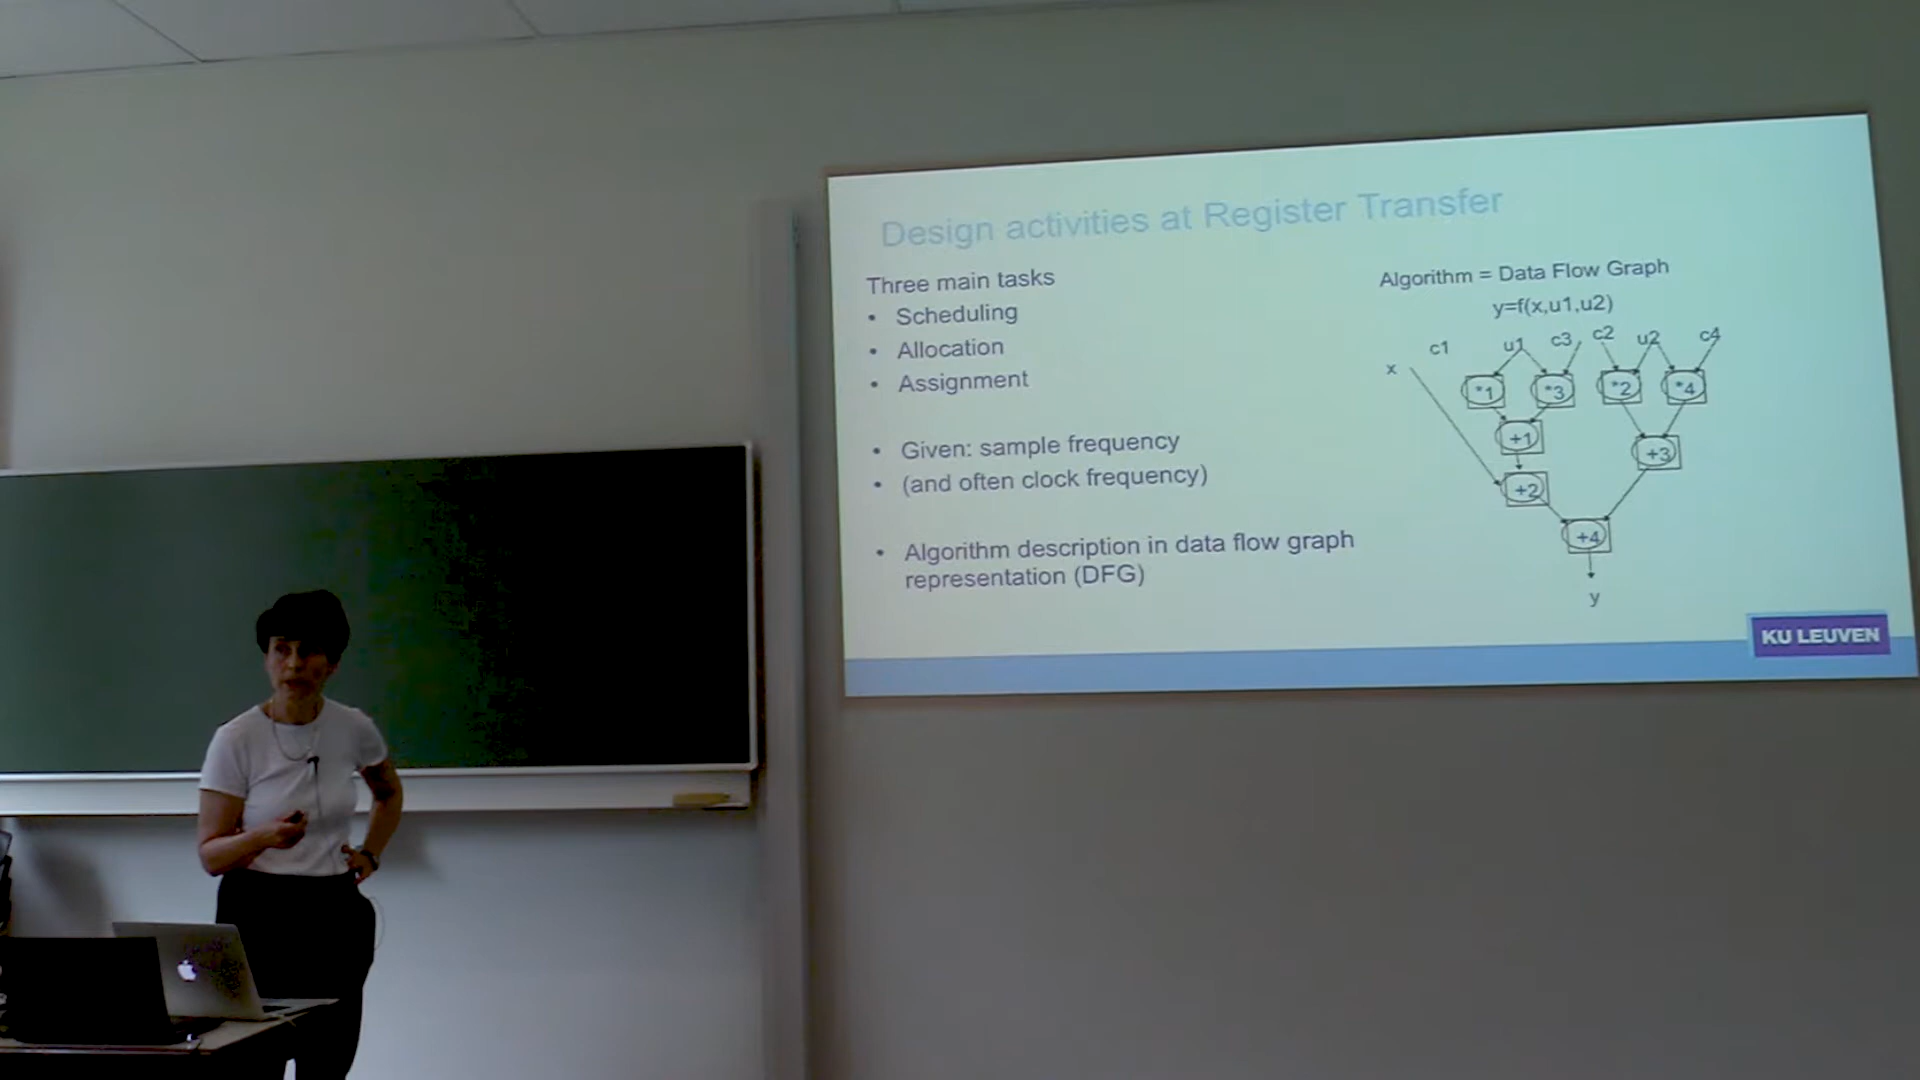 Design activities at Register Transfer
Three main tasks
• Scheduling
• Allocation
• Assignment
• Given: sample frequency
• (and often clock frequency)
• Algorithm description in data flow graph
representation (DFG)
Algorithm = Data Flow Graph
y=f(x,u1,u2)
x c1 u1 c3 c2 u2 c4
*1 *3 *2 *4
+1 +3
+2
+4
y
KU LEUVEN